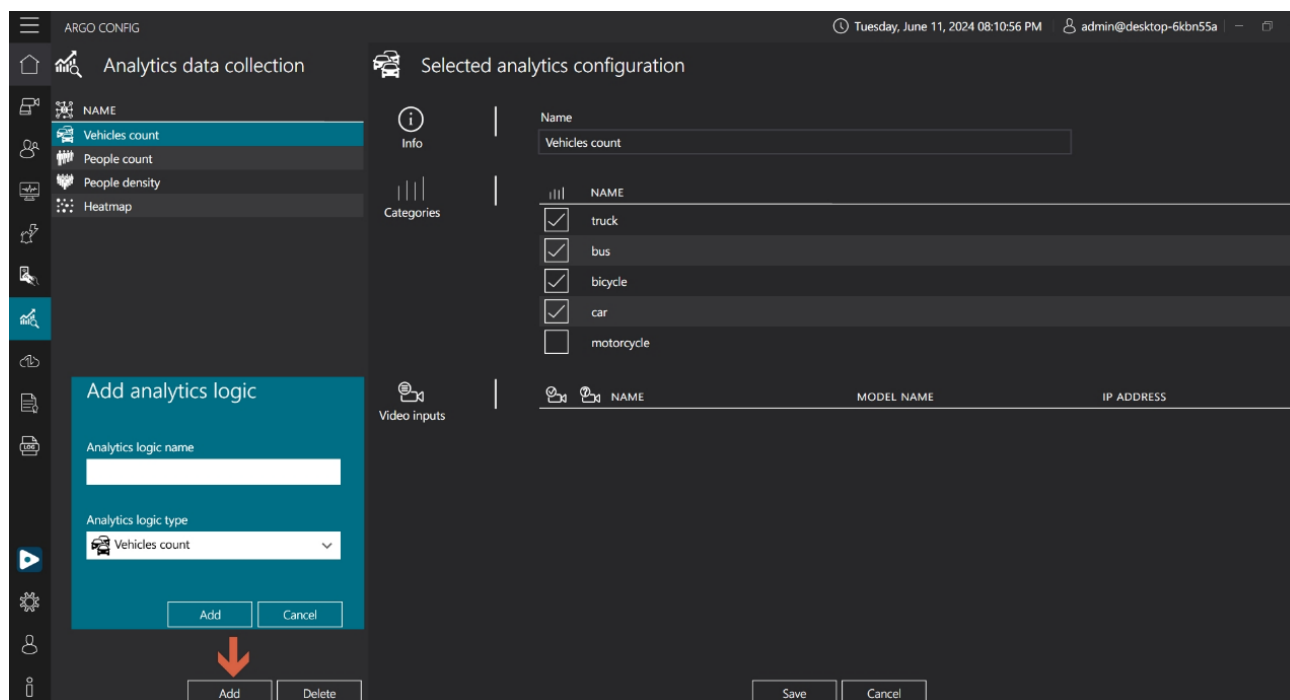 ARGO CONFIG
Tuesday, June 11, 2024 08:10:56 PM
admin@desktop-6kbn55a
Analytics data collection
NAME
Vehicles count
People count
People density
Heatmap
Selected analytics configuration
Info
Name
Vehicles count
Categories
NAME
truck
bus
bicycle
car
motorcycle
Video inputs
NAME MODEL NAME IP ADDRESS
LOG
Add analytics logic
Analytics logic name
Analytics logic type
Vehicles count
Add Cancel
Add Delete
Save Cancel